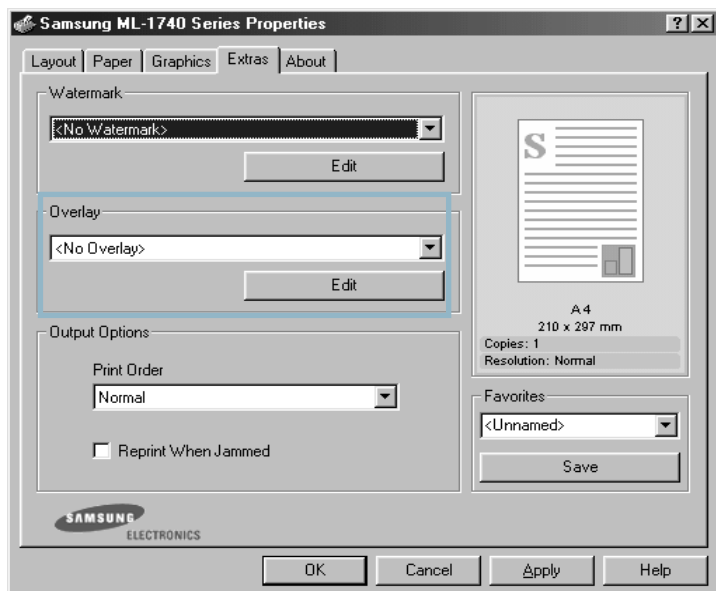 Samsung ML-1740 Series Properties
Layout Paper Graphics Extras About
Watermark
<No Watermark>
Edit
Overlay
<No Overlay>
Edit
Output Options
Print Order
Normal
Reprint When Jammed
S
A4
210 x 297 mm
Copies: 1
Resolution: Normal
Favorites
<Unnamed>
Save
SAMSUNG
ELECTRONICS
OK Cancel Apply Help